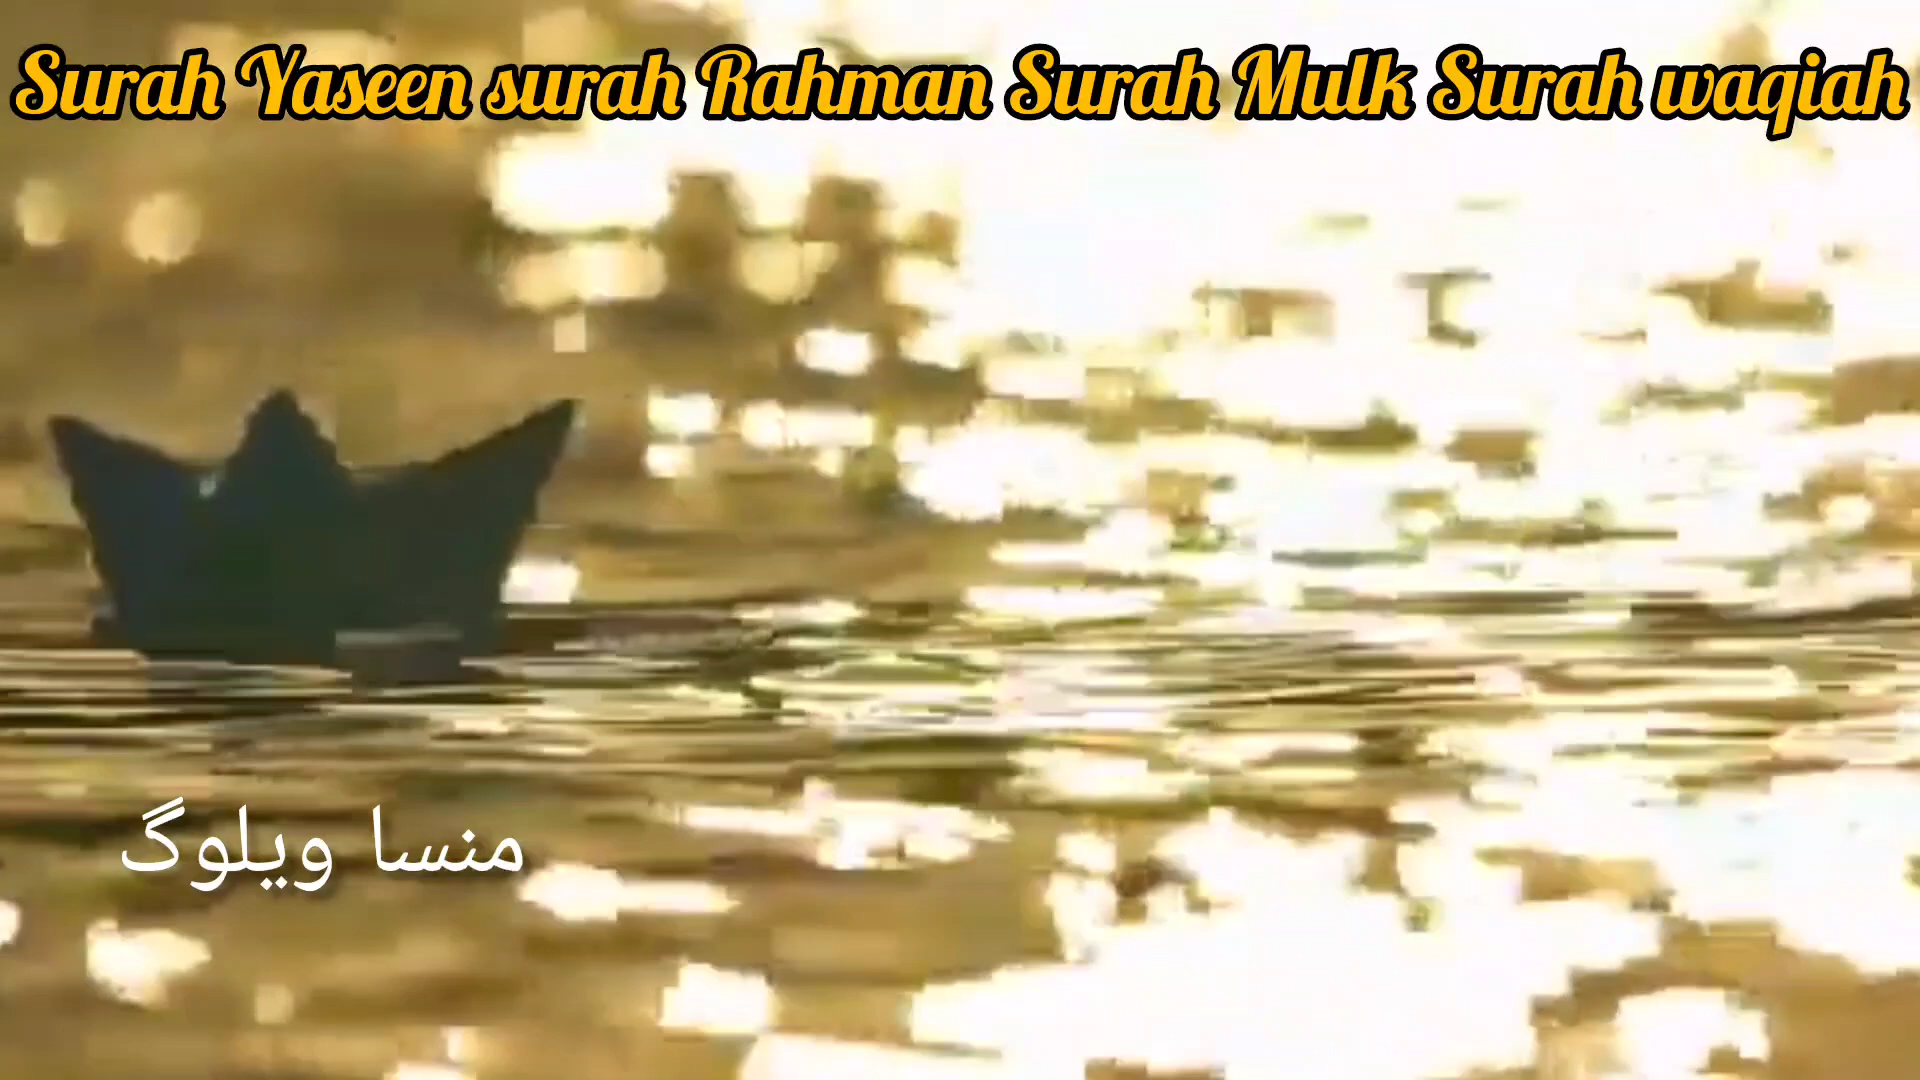 Surah Yaseen surah Rahman Surah Mulk Surah waqiah
منسا ویلوگ